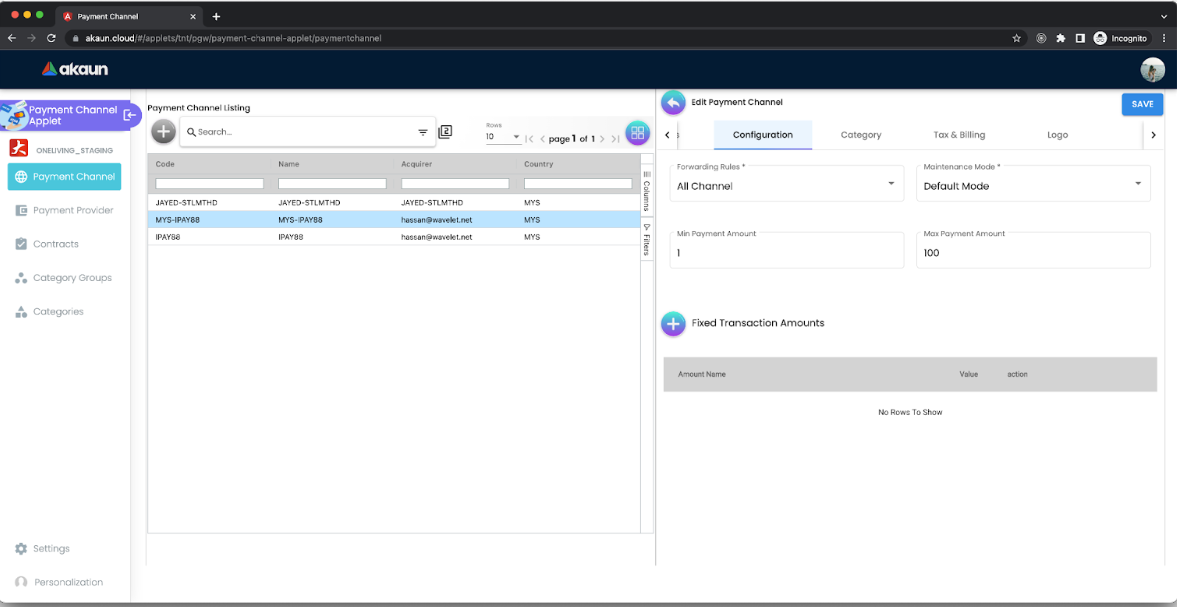 Payment Channel
akaun.cloud/#/applets/tnt/pgw/payment-channel-applet/paymentchannel
Incognito
akaun
Payment Channel
Applet
ONELIVING_STAGING
Payment Channel
Payment Provider
Contracts
Category Groups
Categories
Settings
Personalization
Payment Channel Listing
Search...
2
Rows
10
page 1 of 1
Code Name Acquirer Country
JAYED-STLMTHD JAYED-STLMTHD JAYED-STLMTHD MYS
MYS-IPAY88 MYS-IPAY88 hassan@wavelet.net MYS
IPAY88 IPAY88 hassan@wavelet.net MYS
Columns
Filters
Edit Payment Channel
SAVE
Configuration Category Tax & Billing Logo
Forwarding Rules * Maintenance Mode *
All Channel Default Mode
Min Payment Amount Max Payment Amount
1 100
Fixed Transaction Amounts
Amount Name Value action
No Rows To Show